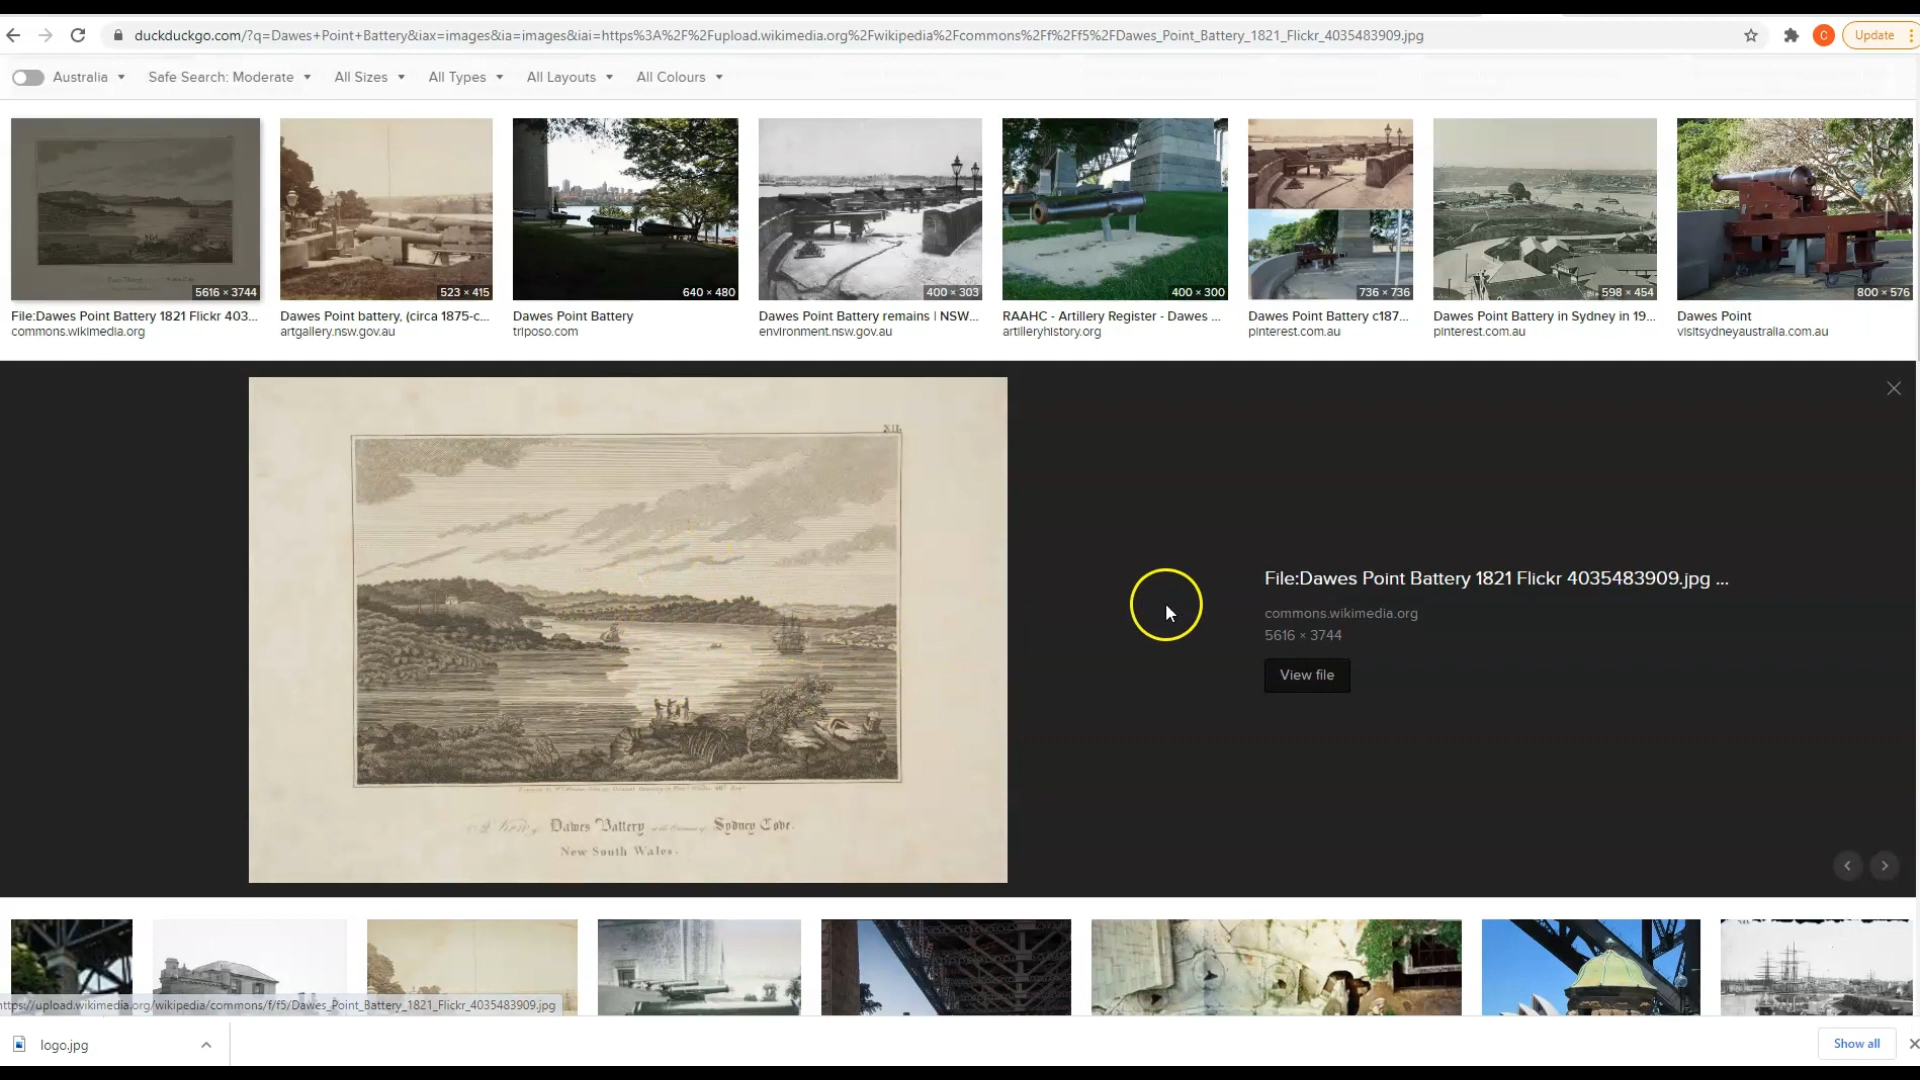 duckduckgo.com/?q=Dawes+Point+Battery&iax=images&ia=images&iai=https%3A%2F%2Fupload.wikimedia.org%2Fwikipedia%2Fcommons%2Ff%2Ff5%2FDawes_Point_Battery_1821_Flickr_4035483909.jpg
C
Update
Australia
Safe Search: Moderate
All Sizes
All Types
All Layouts
All Colours
5616 × 3744
523 × 415
640 × 480
400 × 303
400 × 300
736 × 736
598 × 454
800 × 576
File:Dawes Point Battery 1821 Flickr 403...
commons.wikimedia.org
Dawes Point battery, (circa 1875-c...
artgallery.nsw.gov.au
Dawes Point Battery
triposo.com
Dawes Point Battery remains | NSW...
environment.nsw.gov.au
RAAHC - Artillery Register - Dawes ...
artilleryhistory.org
Dawes Point Battery c187...
pinterest.com.au
Dawes Point Battery in Sydney in 19...
pinterest.com.au
Dawes Point
visitsydneyaustralia.com.au
XII.
Dawes Battery
Sydney Cove.
New South Wales.
File:Dawes Point Battery 1821 Flickr 4035483909.jpg ...
commons.wikimedia.org
5616 × 3744
View file
https://upload.wikimedia.org/wikipedia/commons/f/f5/Dawes_Point_Battery_1821_Flickr_4035483909.jpg
logo.jpg
Show all